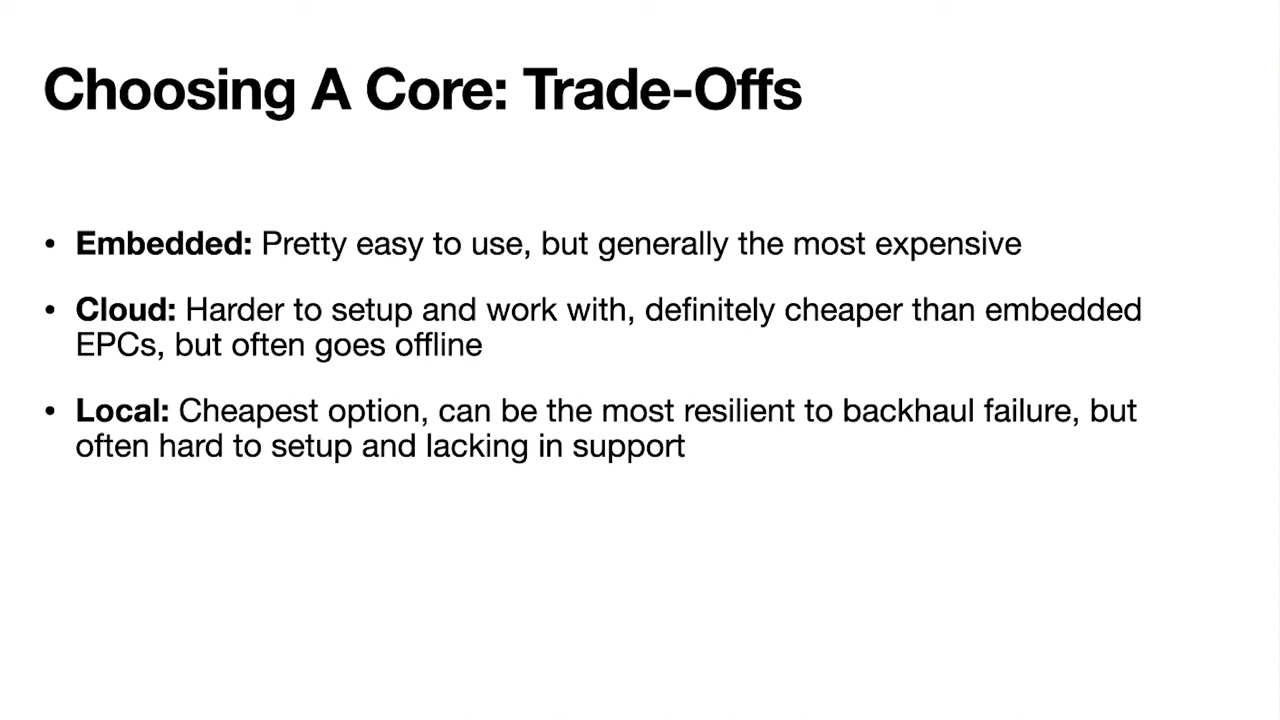 Choosing A Core: Trade-Offs
• Embedded: Pretty easy to use, but generally the most expensive
• Cloud: Harder to setup and work with, definitely cheaper than embedded
EPCs, but often goes offline
• Local: Cheapest option, can be the most resilient to backhaul failure, but
often hard to setup and lacking in support